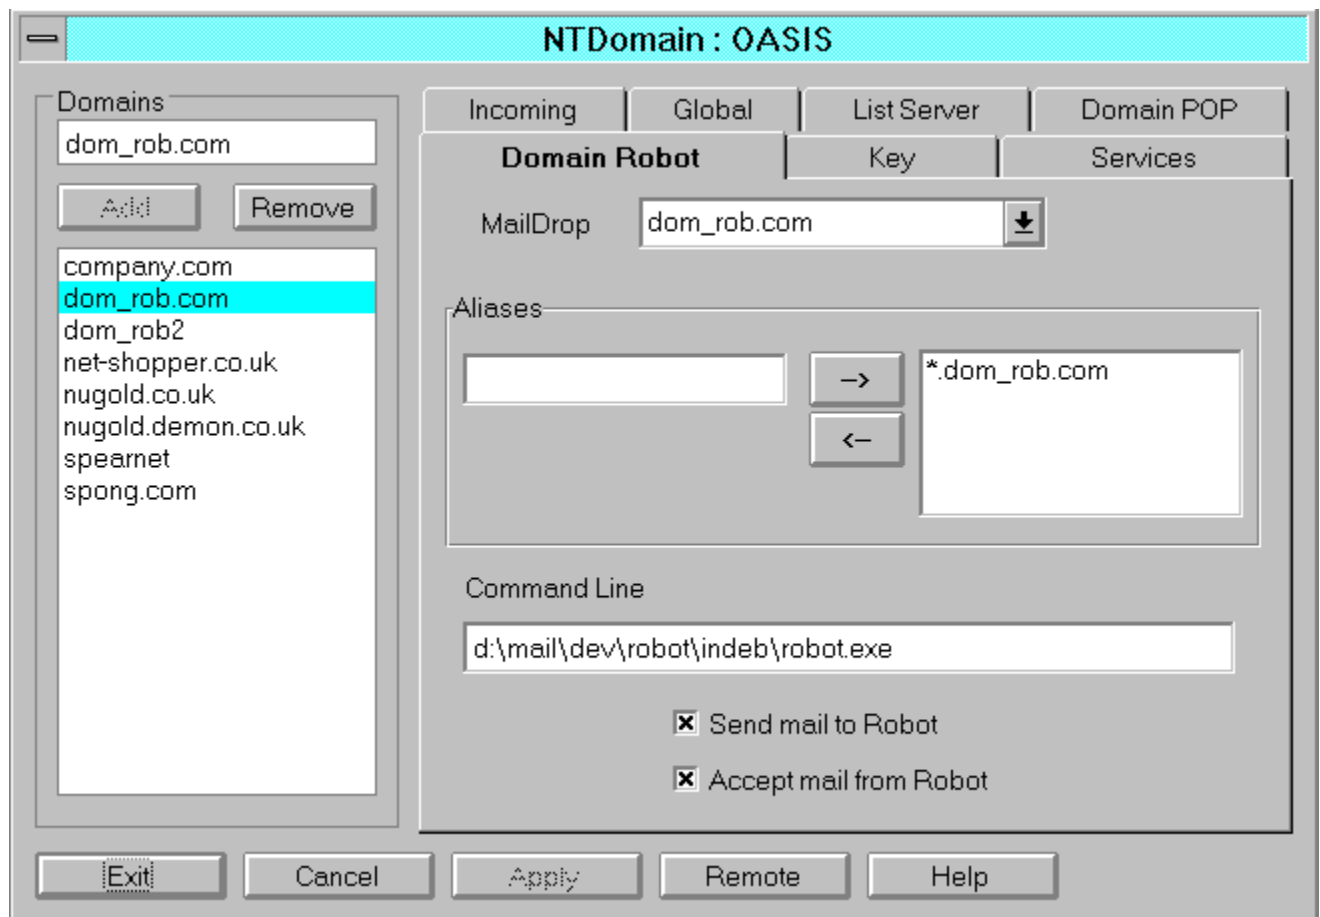 NTDomain : OASIS
Domains
dom_rob.com
Add
Remove
company.com
dom_rob.com
dom_rob2
net-shopper.co.uk
nugold.co.uk
nugold.demon.co.uk
spearnet
spong.com
Incoming
Global
List Server
Domain POP
Domain Robot
Key
Services
MailDrop
dom_rob.com
Aliases
-->
*.dom_rob.com
<--
Command Line
d:\mail\dev\robot\indeb\robot.exe
Send mail to Robot
Accept mail from Robot
Exit
Cancel
Apply
Remote
Help